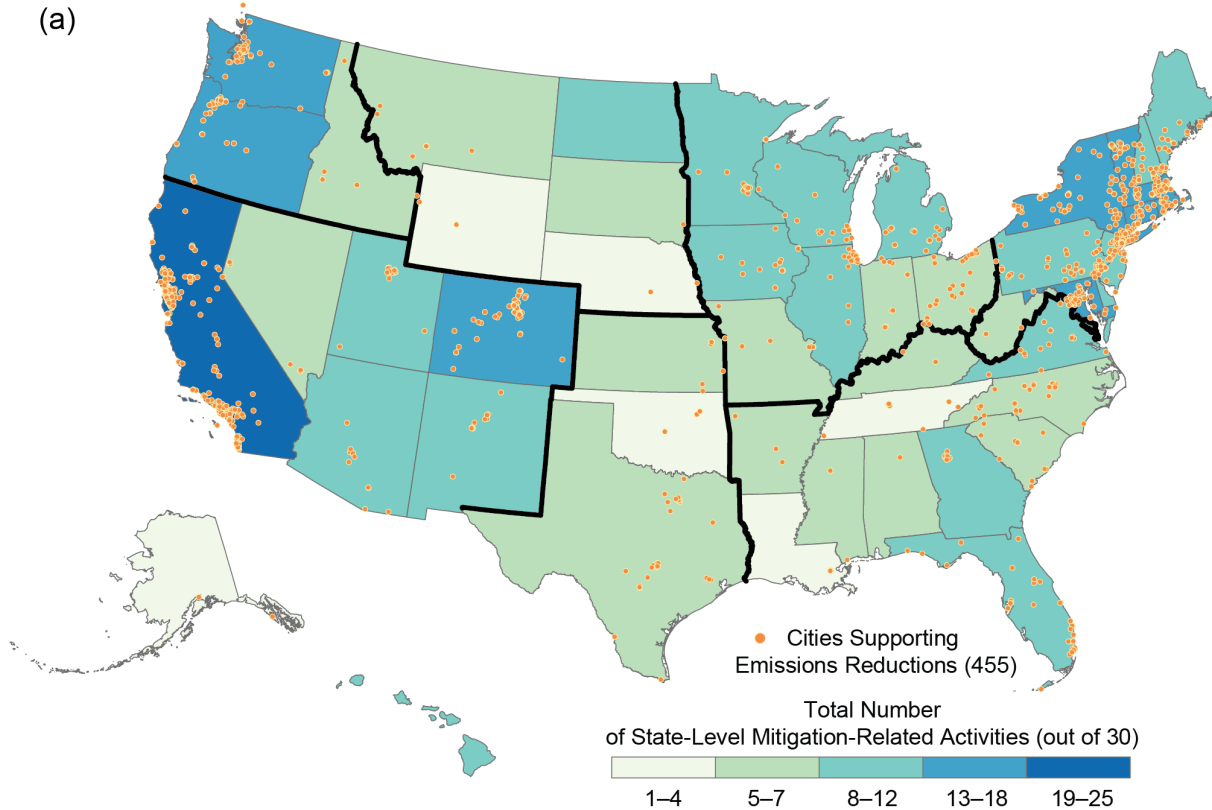 (a)
Cities Supporting
Emissions Reductions (455)
Total Number
of State-Level Mitigation-Related Activities (out of 30)
1–4 5–7 8–12 13–18 19–25